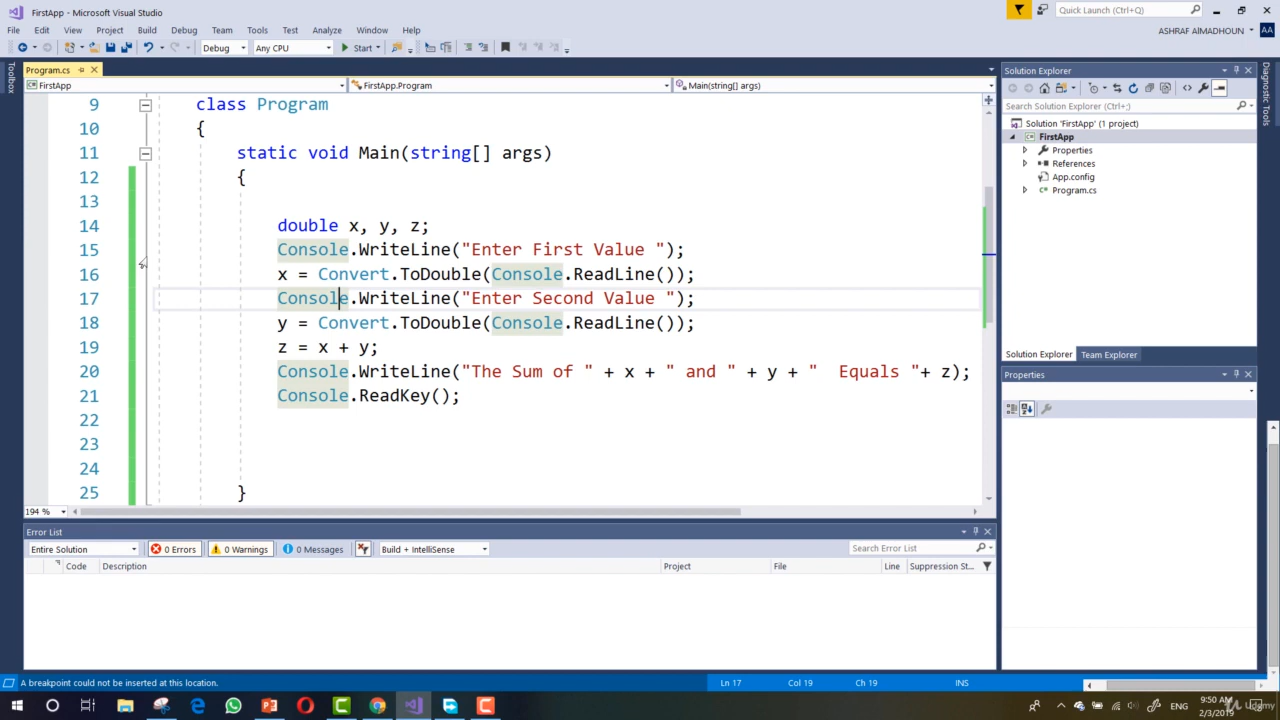 FirstApp - Microsoft Visual Studio
Quick Launch (Ctrl+Q)
File Edit View Project Build Debug Team Tools Test Analyze Window Help
ASHRAF AIMADHOUN AA
Debug Any CPU Start
Toolbox
Program.cs
FirstApp FirstApp.Program Main(string[] args)
9 class Program
10 {
11 static void Main(string[] args)
12 {
13
14 double x, y, z;
15 Console.WriteLine("Enter First Value ");
16 x = Convert.ToDouble(Console.ReadLine());
17 Console.WriteLine("Enter Second Value ");
18 y = Convert.ToDouble(Console.ReadLine());
19 z = x + y;
20 Console.WriteLine("The Sum of " + x + " and " + y + "  Equals "+ z);
21 Console.ReadKey();
22
23
24
25 }
194 %
Solution Explorer
Search Solution Explorer (Ctrl+;)
Solution 'FirstApp' (1 project)
FirstApp
Properties
References
App.config
Program.cs
Solution Explorer Team Explorer
Properties
Diagnostic Tools
Error List
Entire Solution 0 Errors 0 Warnings 0 Messages Build + IntelliSense Search Error List
Code Description Project File Line Suppression St...
A breakpoint could not be inserted at this location. Ln 17 Col 19 Ch 19 INS
9:50 AM
2/3/2019
Udemy